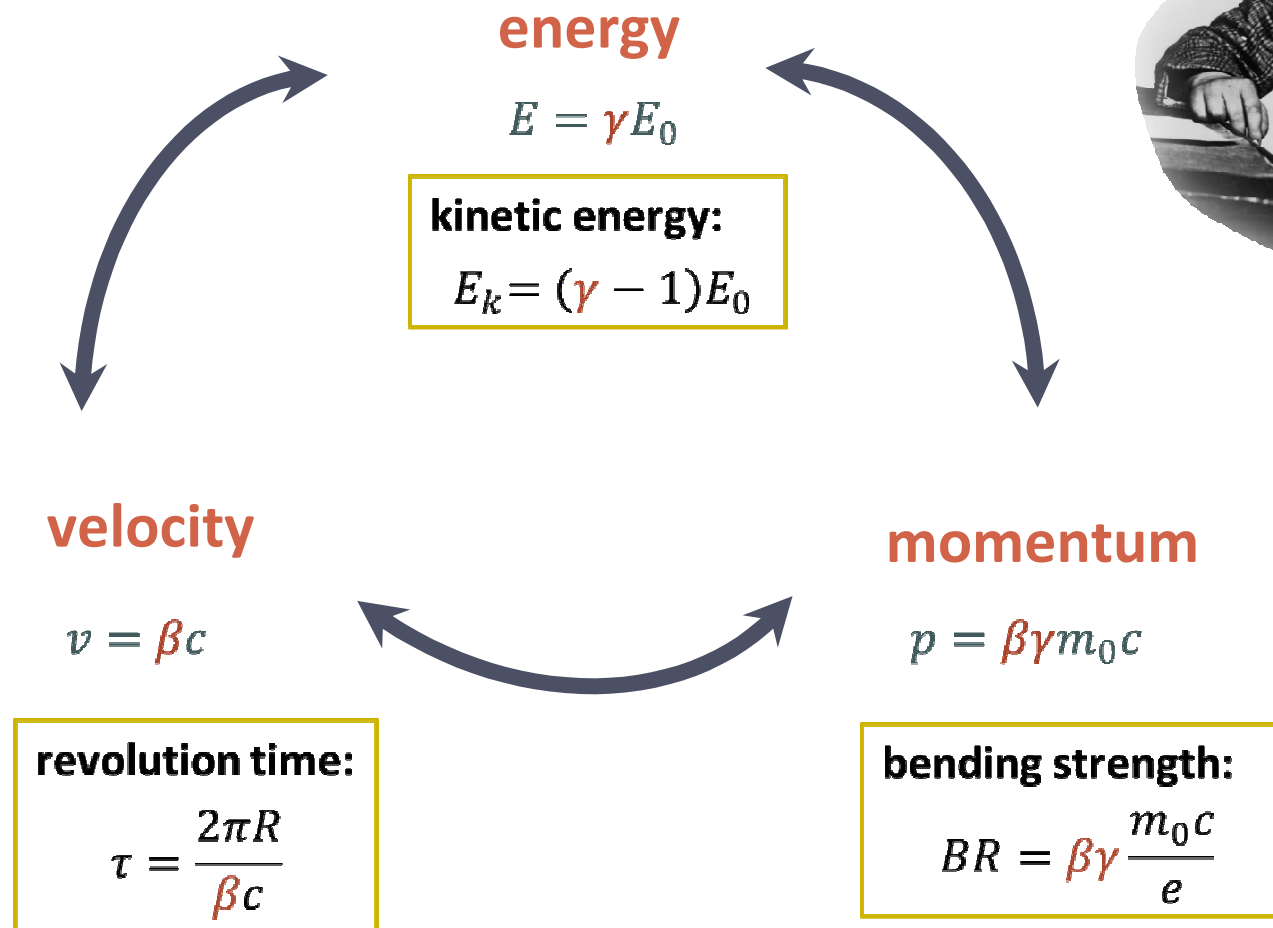 energy
E = γE₀
kinetic energy:
E_k = (γ − 1)E₀
velocity
v = βc
revolution time:
τ = 2πR / βc
momentum
p = βγm₀c
bending strength:
BR = βγ m₀c / e